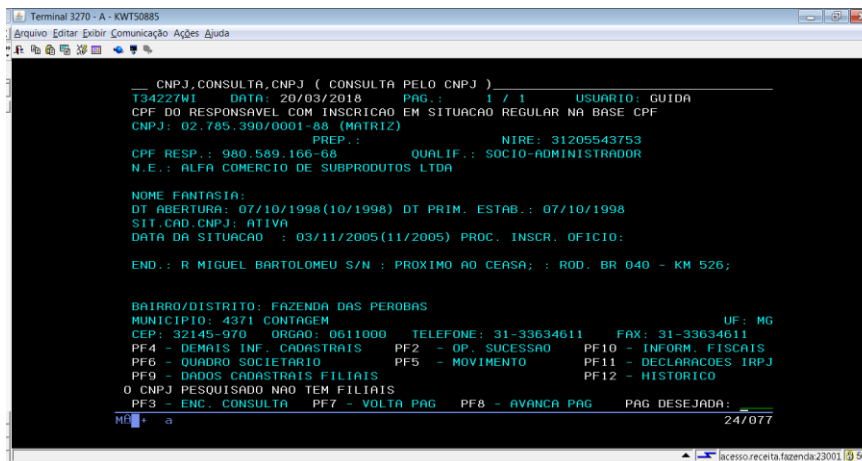 Terminal 3270 - A - KWT50885
Arquivo Editar Exibir Comunicação Ações Ajuda
__ CNPJ,CONSULTA,CNPJ ( CONSULTA PELO CNPJ )
T34227WI DATA: 20/03/2018 PAG.: 1 / 1 USUARIO: GUIDA
CPF DO RESPONSAVEL COM INSCRICAO EM SITUACAO REGULAR NA BASE CPF
CNPJ: 02.785.390/0001-88 (MATRIZ)
PREP.: NIRE: 31205543753
CPF RESP.: 980.589.166-68 QUALIF.: SOCIO-ADMINISTRADOR
N.E.: ALFA COMERCIO DE SUBPRODUTOS LTDA
NOME FANTASIA:
DT ABERTURA: 07/10/1998(10/1998) DT PRIM. ESTAB.: 07/10/1998
SIT.CAD.CNPJ: ATIVA
DATA DA SITUACAO : 03/11/2005(11/2005) PROC. INSCR. OFICIO:
END.: R MIGUEL BARTOLOMEU S/N : PROXIMO AO CEASA; : ROD. BR 040 - KM 526;
BAIRRO/DISTRITO: FAZENDA DAS PEROBAS
MUNICIPIO: 4371 CONTAGEM UF: MG
CEP: 32145-970 ORGAO: 0611000 TELEFONE: 31-33634611 FAX: 31-33634611
PF4 - DEMAIS INF. CADASTRAIS PF2 - OP. SUCESSAO PF10 - INFORM. FISCAIS
PF6 - QUADRO SOCIETARIO PF5 - MOVIMENTO PF11 - DECLARACOES IRPJ
PF9 - DADOS CADASTRAIS FILIAIS PF12 - HISTORICO
O CNPJ PESQUISADO NAO TEM FILIAIS
PF3 - ENC. CONSULTA PF7 - VOLTA PAG PF8 - AVANCA PAG PAG DESEJADA:
MA + a 24/077
acesso.receita.fazenda:23001